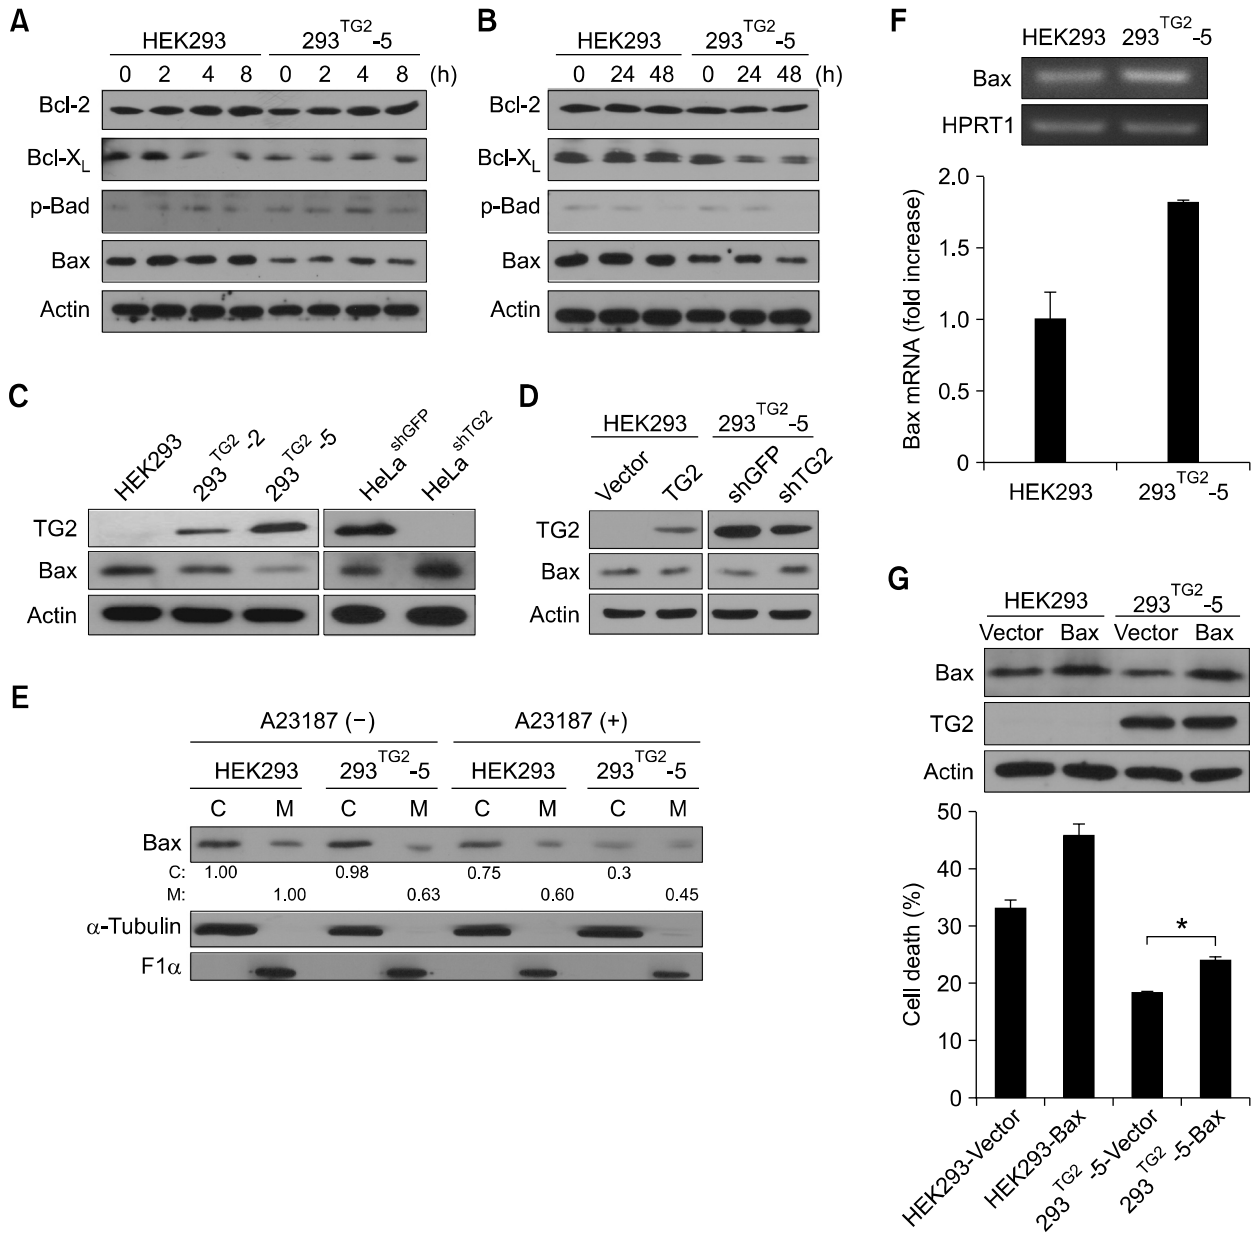 A
HEK293 293TG2-5
0 2 4 8 0 2 4 8 (h)
Bcl-2
Bcl-XL
p-Bad
Bax
Actin
B
HEK293 293TG2-5
0 24 48 0 24 48 (h)
Bcl-2
Bcl-XL
p-Bad
Bax
Actin
C
HEK293 293TG2-2 293TG2-5 HeLashGFP HeLashTG2
TG2
Bax
Actin
D
HEK293 293TG2-5
Vector TG2 shGFP shTG2
TG2
Bax
Actin
E
A23187 (−) A23187 (+)
HEK293 293TG2-5 HEK293 293TG2-5
C M C M C M C M
Bax
C: 1.00 0.98 0.75 0.3
M: 1.00 0.63 0.60 0.45
α-Tubulin
F1α
F
HEK293 293TG2-5
Bax
HPRT1
Bax mRNA (fold increase)
2.0
1.5
1.0
0.5
0
HEK293 293TG2-5
G
HEK293 293TG2-5
Vector Bax Vector Bax
Bax
TG2
Actin
Cell death (%)
50
40
30
20
10
0
*
HEK293-Vector
HEK293-Bax
293TG2-5-Vector
293TG2-5-Bax